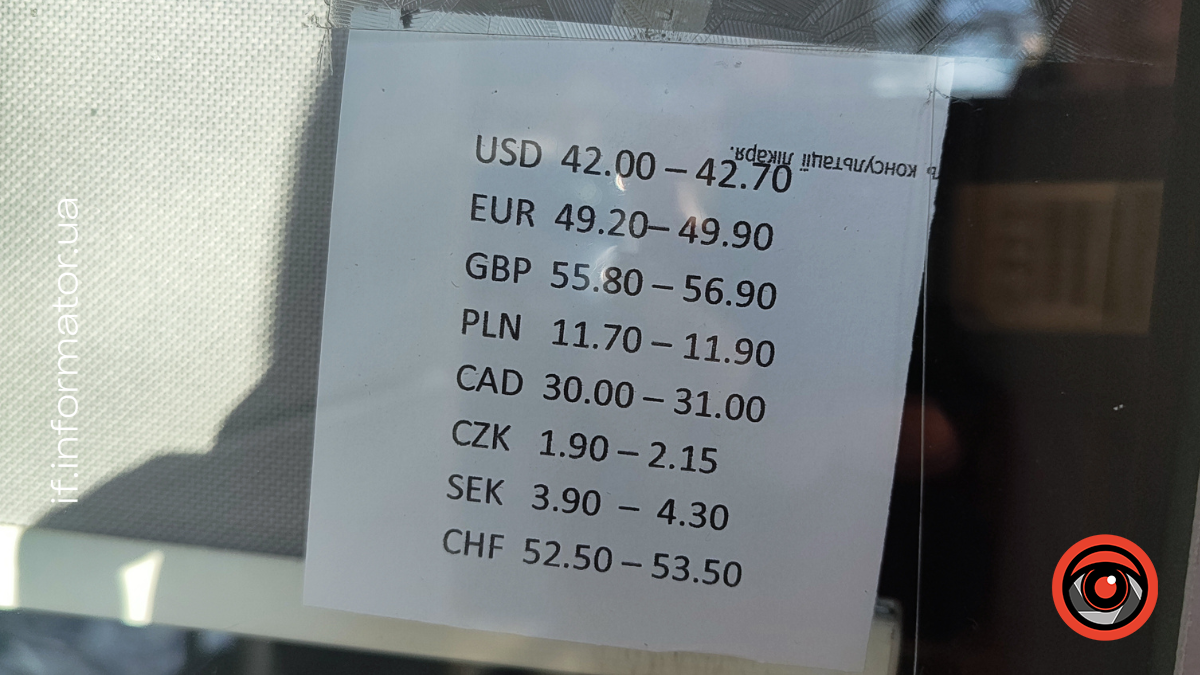 USD 42.00 – 42.70
ь консультації лікаря.
EUR 49.20– 49.90
GBP 55.80 – 56.90
PLN 11.70 – 11.90
CAD 30.00 – 31.00
CZK 1.90 – 2.15
SEK 3.90 – 4.30
CHF 52.50 – 53.50
if.informator.ua